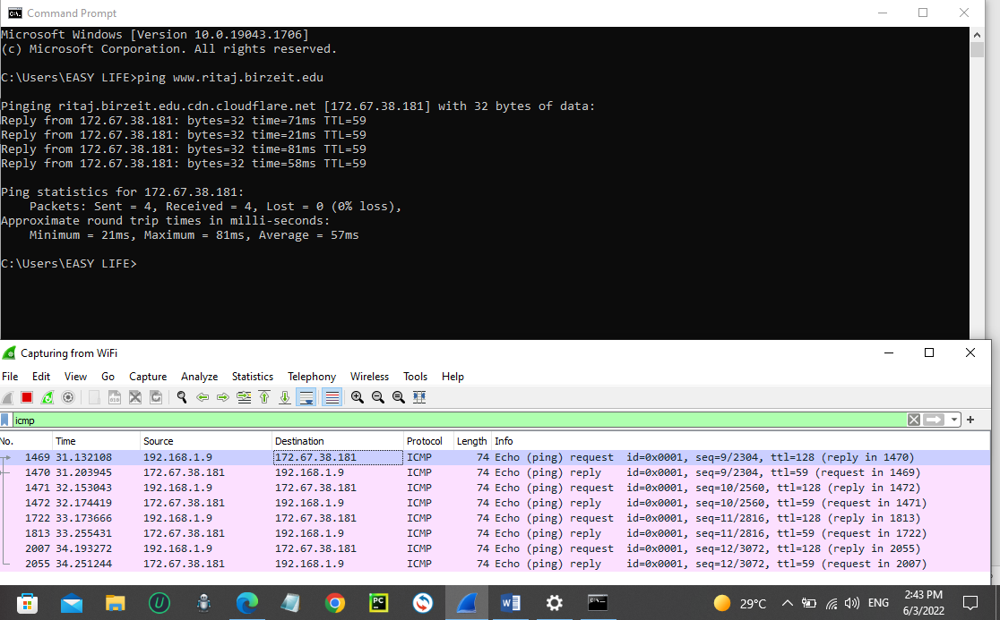 Command Prompt
Microsoft Windows [Version 10.0.19043.1706]
(c) Microsoft Corporation. All rights reserved.
C:\Users\EASY LIFE>ping www.ritaj.birzeit.edu
Pinging ritaj.birzeit.edu.cdn.cloudflare.net [172.67.38.181] with 32 bytes of data:
Reply from 172.67.38.181: bytes=32 time=71ms TTL=59
Reply from 172.67.38.181: bytes=32 time=21ms TTL=59
Reply from 172.67.38.181: bytes=32 time=81ms TTL=59
Reply from 172.67.38.181: bytes=32 time=58ms TTL=59
Ping statistics for 172.67.38.181:
Packets: Sent = 4, Received = 4, Lost = 0 (0% loss),
Approximate round trip times in milli-seconds:
Minimum = 21ms, Maximum = 81ms, Average = 57ms
C:\Users\EASY LIFE>
Capturing from WiFi
File Edit View Go Capture Analyze Statistics Telephony Wireless Tools Help
icmp
No. Time Source Destination Protocol Length Info
1469 31.132108 192.168.1.9 172.67.38.181 ICMP 74 Echo (ping) request id=0x0001, seq=9/2304, ttl=128 (reply in 1470)
1470 31.203945 172.67.38.181 192.168.1.9 ICMP 74 Echo (ping) reply id=0x0001, seq=9/2304, ttl=59 (request in 1469)
1471 32.153043 192.168.1.9 172.67.38.181 ICMP 74 Echo (ping) request id=0x0001, seq=10/2560, ttl=128 (reply in 1472)
1472 32.174419 172.67.38.181 192.168.1.9 ICMP 74 Echo (ping) reply id=0x0001, seq=10/2560, ttl=59 (request in 1471)
1722 33.173666 192.168.1.9 172.67.38.181 ICMP 74 Echo (ping) request id=0x0001, seq=11/2816, ttl=128 (reply in 1813)
1813 33.255431 172.67.38.181 192.168.1.9 ICMP 74 Echo (ping) reply id=0x0001, seq=11/2816, ttl=59 (request in 1722)
2007 34.193272 192.168.1.9 172.67.38.181 ICMP 74 Echo (ping) request id=0x0001, seq=12/3072, ttl=128 (reply in 2055)
2055 34.251244 172.67.38.181 192.168.1.9 ICMP 74 Echo (ping) reply id=0x0001, seq=12/3072, ttl=59 (request in 2007)
29°C ENG 2:43 PM
6/3/2022